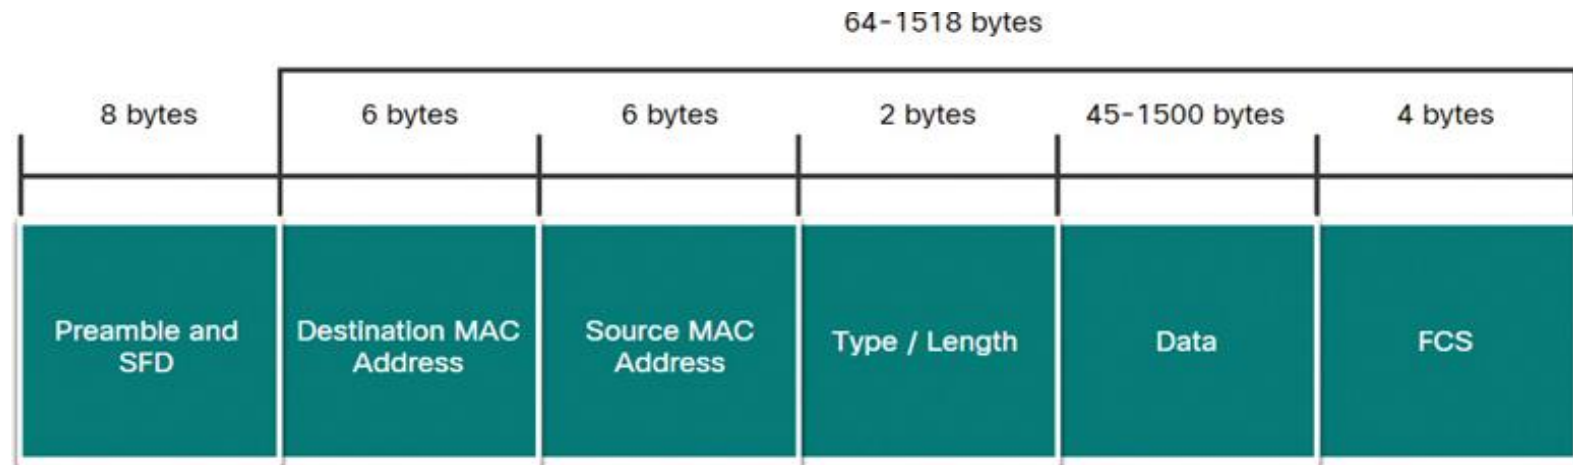 64-1518 bytes
8 bytes
6 bytes
6 bytes
2 bytes
45-1500 bytes
4 bytes
Preamble and
SFD
Destination MAC
Address
Source MAC
Address
Type / Length
Data
FCS